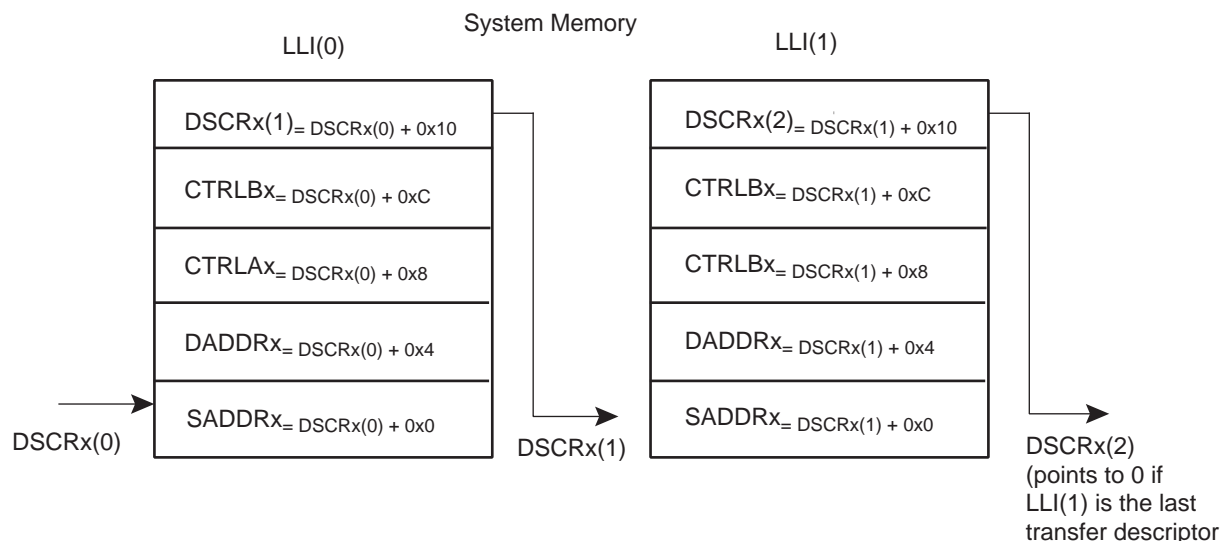 System Memory
LLI(0)
LLI(1)
DSCRx(1)= DSCRx(0) + 0x10
CTRLBx= DSCRx(0) + 0xC
CTRLAx= DSCRx(0) + 0x8
DADDRx= DSCRx(0) + 0x4
SADDRx= DSCRx(0) + 0x0
DSCRx(0)
DSCRx(1)
DSCRx(2)= DSCRx(1) + 0x10
CTRLBx= DSCRx(1) + 0xC
CTRLBx= DSCRx(1) + 0x8
DADDRx= DSCRx(1) + 0x4
SADDRx= DSCRx(1) + 0x0
DSCRx(2)
(points to 0 if
LLI(1) is the last
transfer descriptor